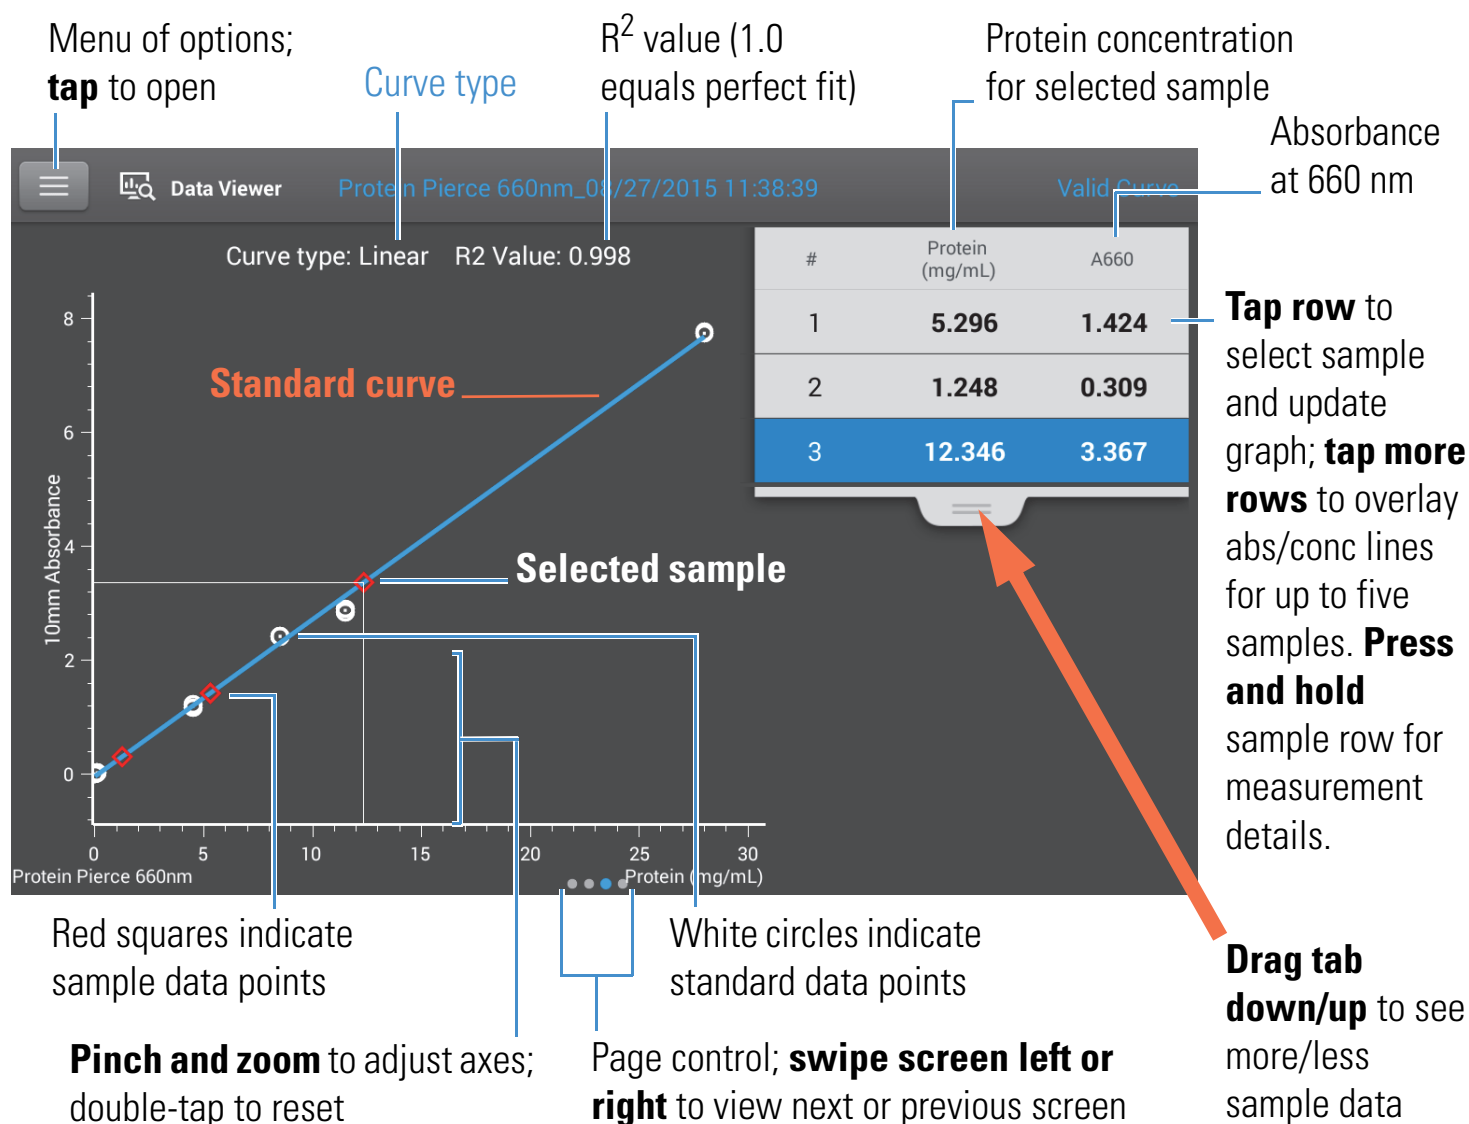 Menu of options;
tap to open
Curve type
R2 value (1.0
equals perfect fit)
Protein concentration
for selected sample
Absorbance
at 660 nm
Data Viewer
Protein Pierce 660nm_08/27/2015 11:38:39
Valid Curve
Curve type: Linear R2 Value: 0.998
# Protein (mg/mL) A660
1 5.296 1.424
2 1.248 0.309
3 12.346 3.367
Tap row to
select sample
and update
graph; tap more
rows to overlay
abs/conc lines
for up to five
samples. Press
and hold
sample row for
measurement
details.
Standard curve
Selected sample
10mm Absorbance
8
6
4
2
0
0 5 10 15 20 25 30
Protein Pierce 660nm
Protein (mg/mL)
Red squares indicate
sample data points
White circles indicate
standard data points
Pinch and zoom to adjust axes;
double-tap to reset
Page control; swipe screen left or
right to view next or previous screen
Drag tab
down/up to see
more/less
sample data